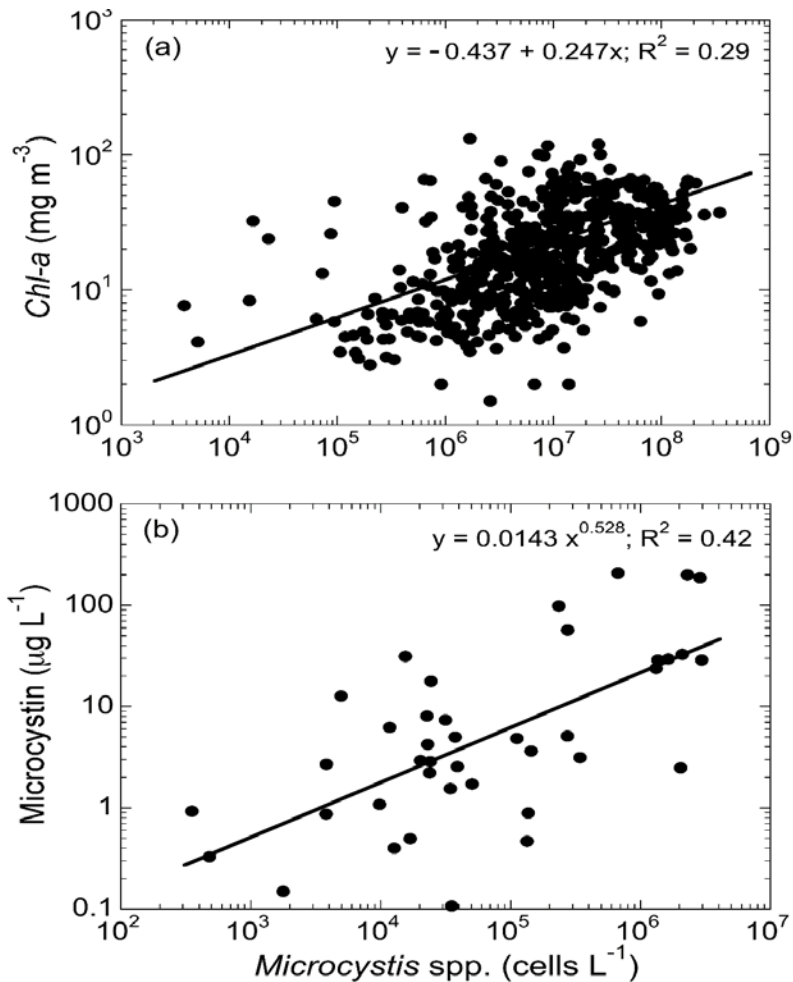 (a)
y = −0.437 + 0.247x; R² = 0.29
Chl-a (mg m⁻³)
10³
10²
10¹
10⁰
10³ 10⁴ 10⁵ 10⁶ 10⁷ 10⁸ 10⁹
(b)
y = 0.0143 x⁰·⁵²⁸; R² = 0.42
Microcystin (μg L⁻¹)
1000
100
10
1
0.1
10² 10³ 10⁴ 10⁵ 10⁶ 10⁷
Microcystis spp. (cells L⁻¹)